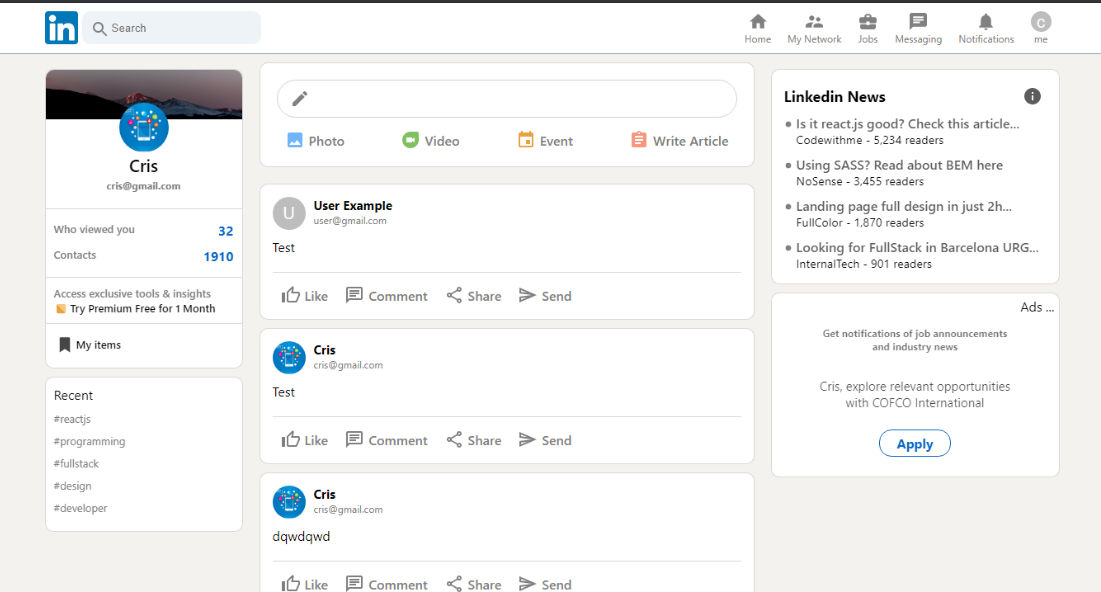 in
Search
Home
My Network
Jobs
Messaging
Notifications
C
me
Cris
cris@gmail.com
Who viewed you 32
Contacts 1910
Access exclusive tools & insights
Try Premium Free for 1 Month
My items
Recent
#reactjs
#programming
#fullstack
#design
#developer
Photo
Video
Event
Write Article
U
User Example
user@gmail.com
Test
Like
Comment
Share
Send
Cris
cris@gmail.com
Test
Like
Comment
Share
Send
Cris
cris@gmail.com
dqwdqwd
Like
Comment
Share
Send
Linkedin News
Is it react.js good? Check this article...
Codewithme - 5,234 readers
Using SASS? Read about BEM here
NoSense - 3,455 readers
Landing page full design in just 2h...
FullColor - 1,870 readers
Looking for FullStack in Barcelona URG...
InternalTech - 901 readers
Ads ...
Get notifications of job announcements
and industry news
Cris, explore relevant opportunities
with COFCO International
Apply